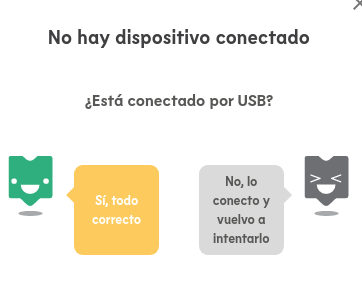 No hay dispositivo conectado
¿Está conectado por USB?
Sí, todo
correcto
No, lo
conecto y
vuelvo a
intentarlo